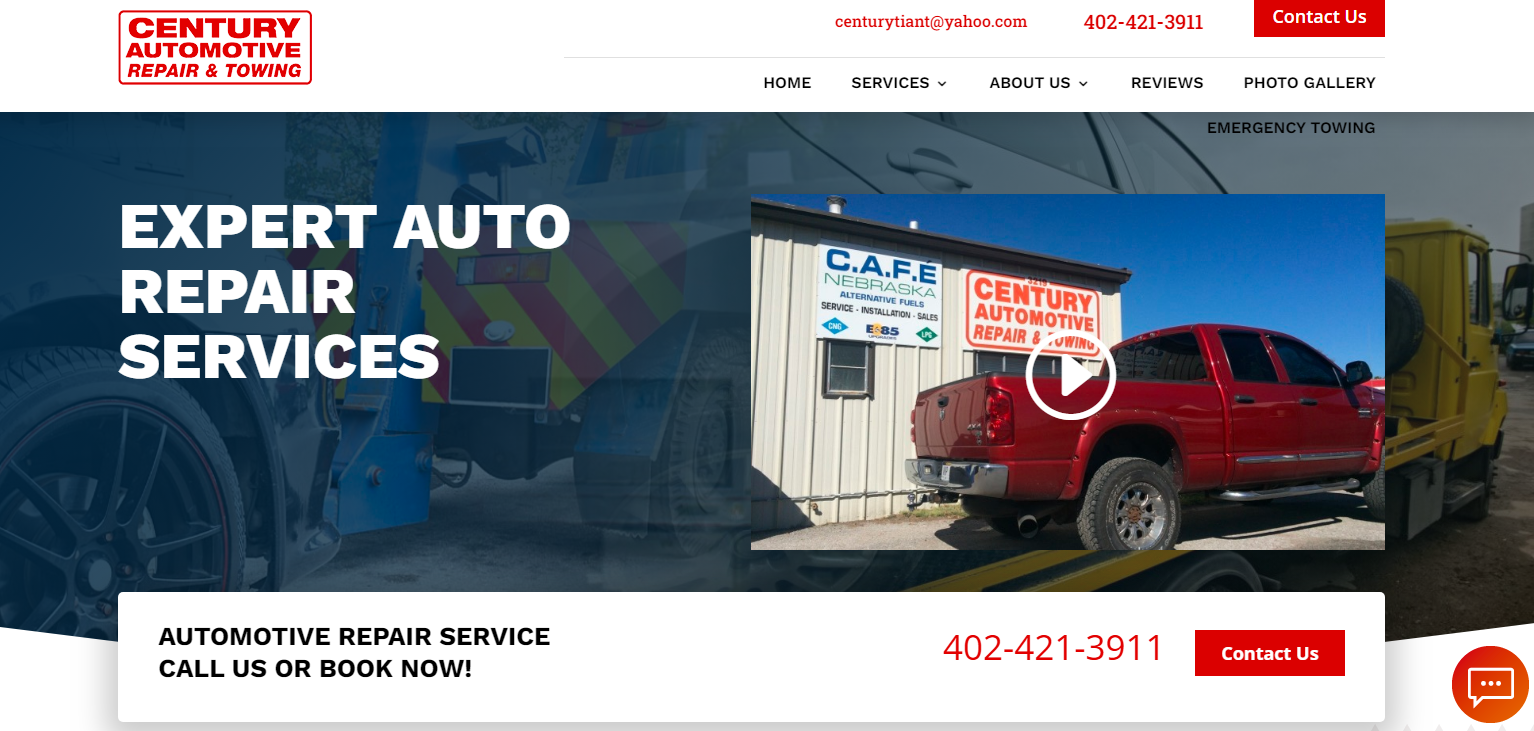 CENTURY
AUTOMOTIVE
REPAIR & TOWING
centurytiant@yahoo.com
402-421-3911
Contact Us
HOME
SERVICES
ABOUT US
REVIEWS
PHOTO GALLERY
EMERGENCY TOWING
EXPERT AUTO
REPAIR
SERVICES
C.A.F.É
NEBRASKA
ALTERNATIVE FUELS
SERVICE - INSTALLATION - SALES
CNG
E85
LPG
CENTURY
AUTOMOTIVE
REPAIR & TOWING
AUTOMOTIVE REPAIR SERVICE
CALL US OR BOOK NOW!
402-421-3911
Contact Us